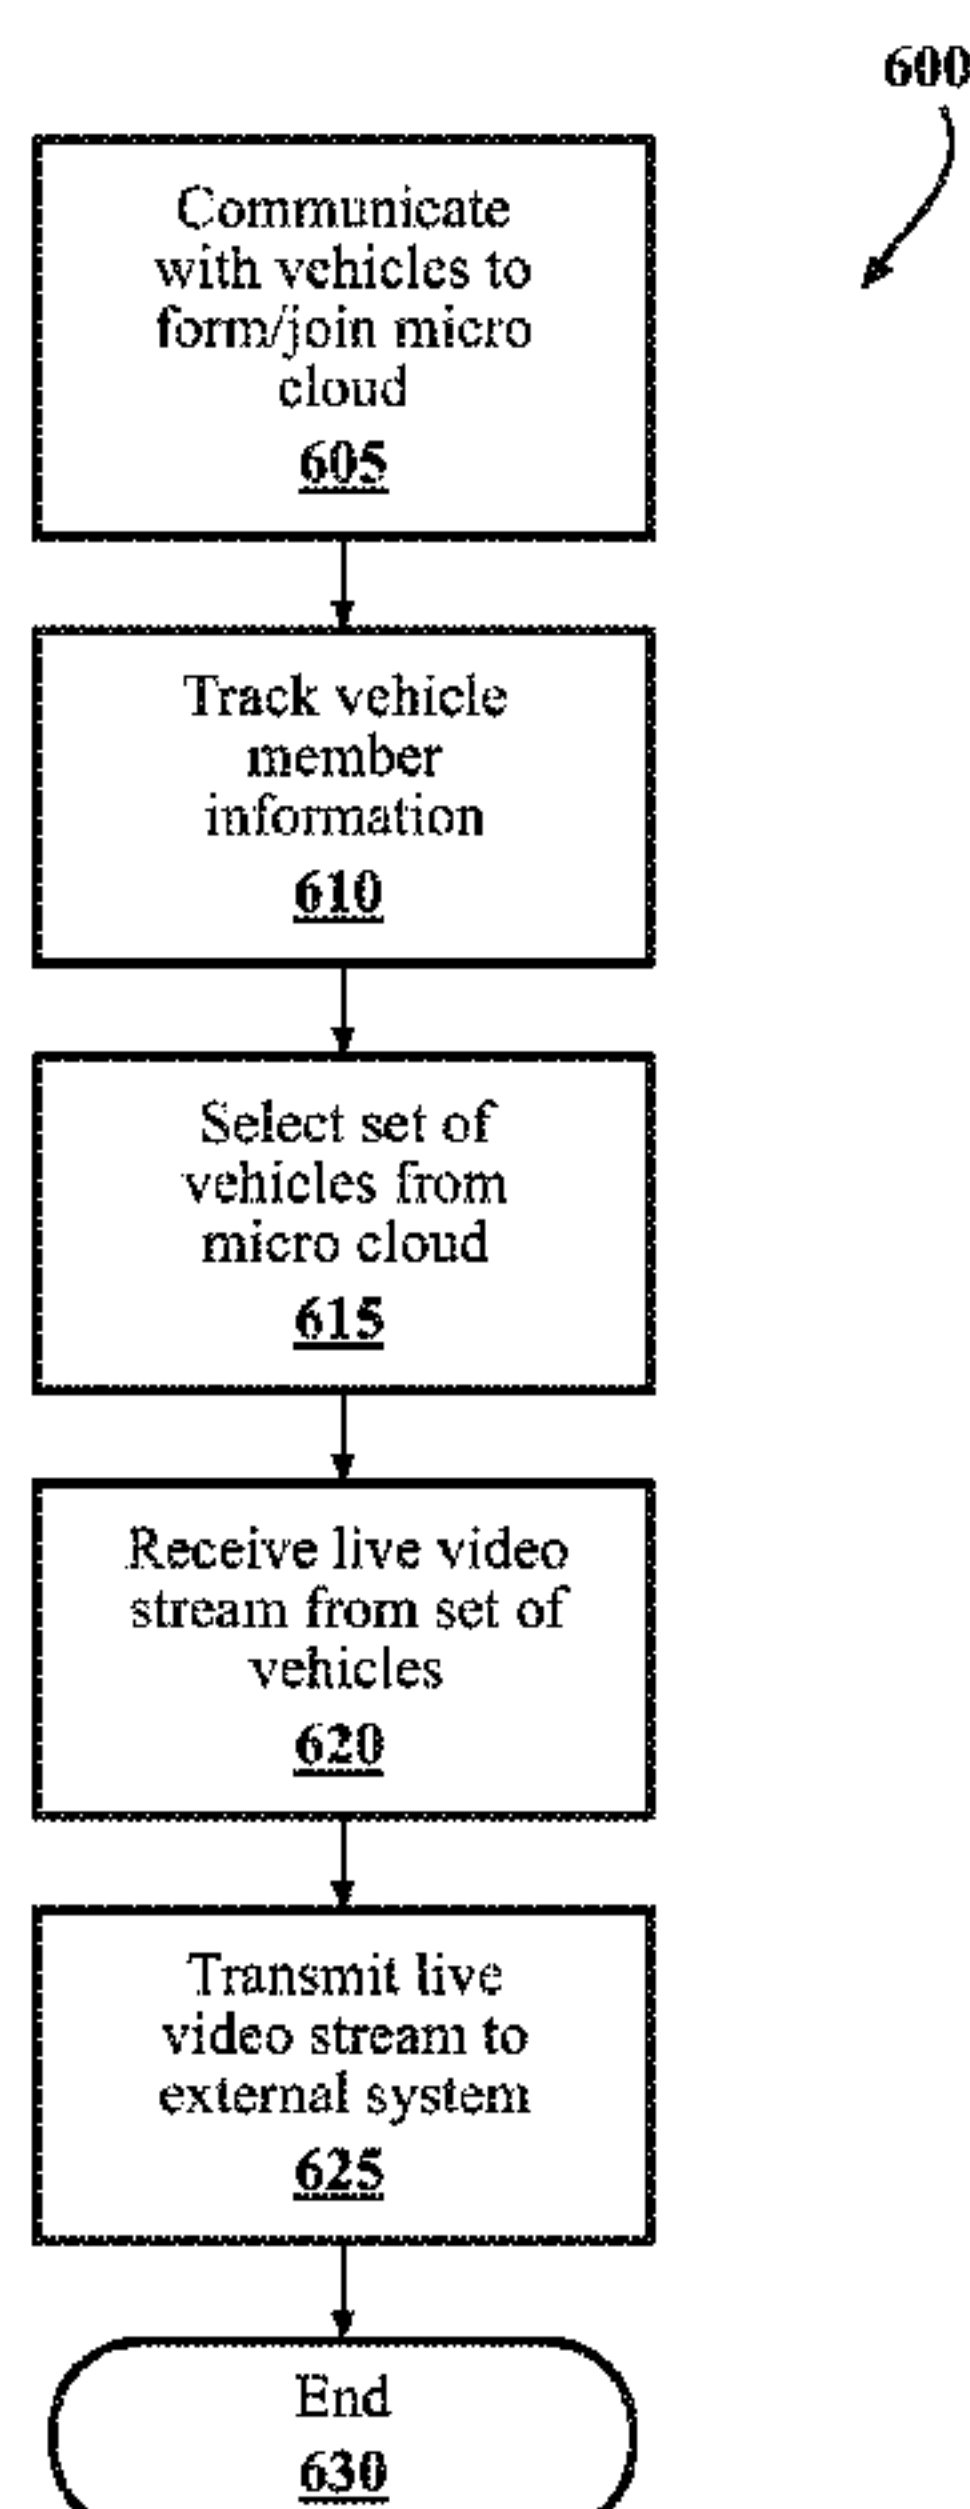 600
Communicate
with vehicles to
form/join micro
cloud
605
Track vehicle
member
information
610
Select set of
vehicles from
micro cloud
615
Receive live video
stream from set of
vehicles
620
Transmit live
video stream to
external system
625
End
630